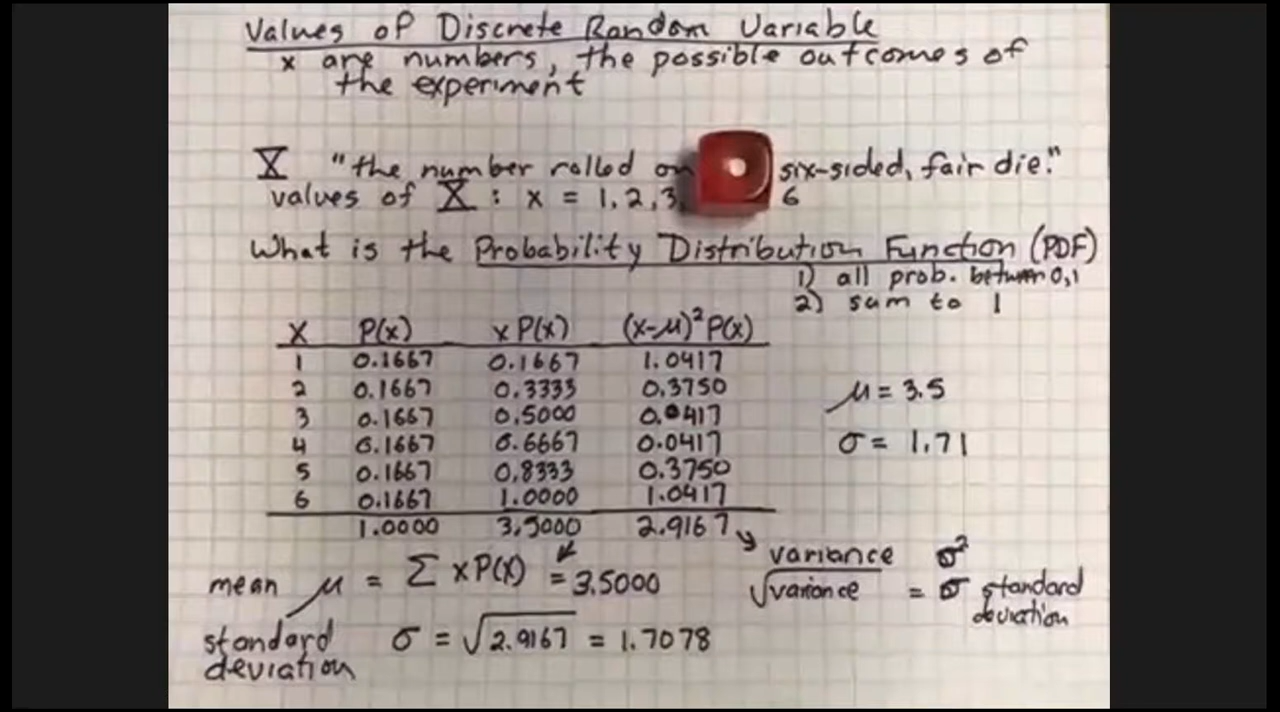 Values of Discrete Random Variable
x are numbers, the possible outcomes of
the experiment
X "the number rolled on six-sided, fair die."
values of X : x = 1, 2, 3, 6
What is the Probability Distribution Function (PDF)
1) all prob. between 0,1
2) sum to 1
X P(x) x P(x) (x-μ)² P(x)
1 0.1667 0.1667 1.0417
2 0.1667 0.3333 0.3750
3 0.1667 0.5000 0.0417
4 0.1667 0.6667 0.0417
5 0.1667 0.8333 0.3750
6 0.1667 1.0000 1.0417
1.0000 3.5000 2.9167
μ = 3.5
σ = 1.71
variance σ²
√variance = σ standard
deviation
mean μ = Σ x P(x) = 3.5000
standard
deviation
σ = √2.9167 = 1.7078